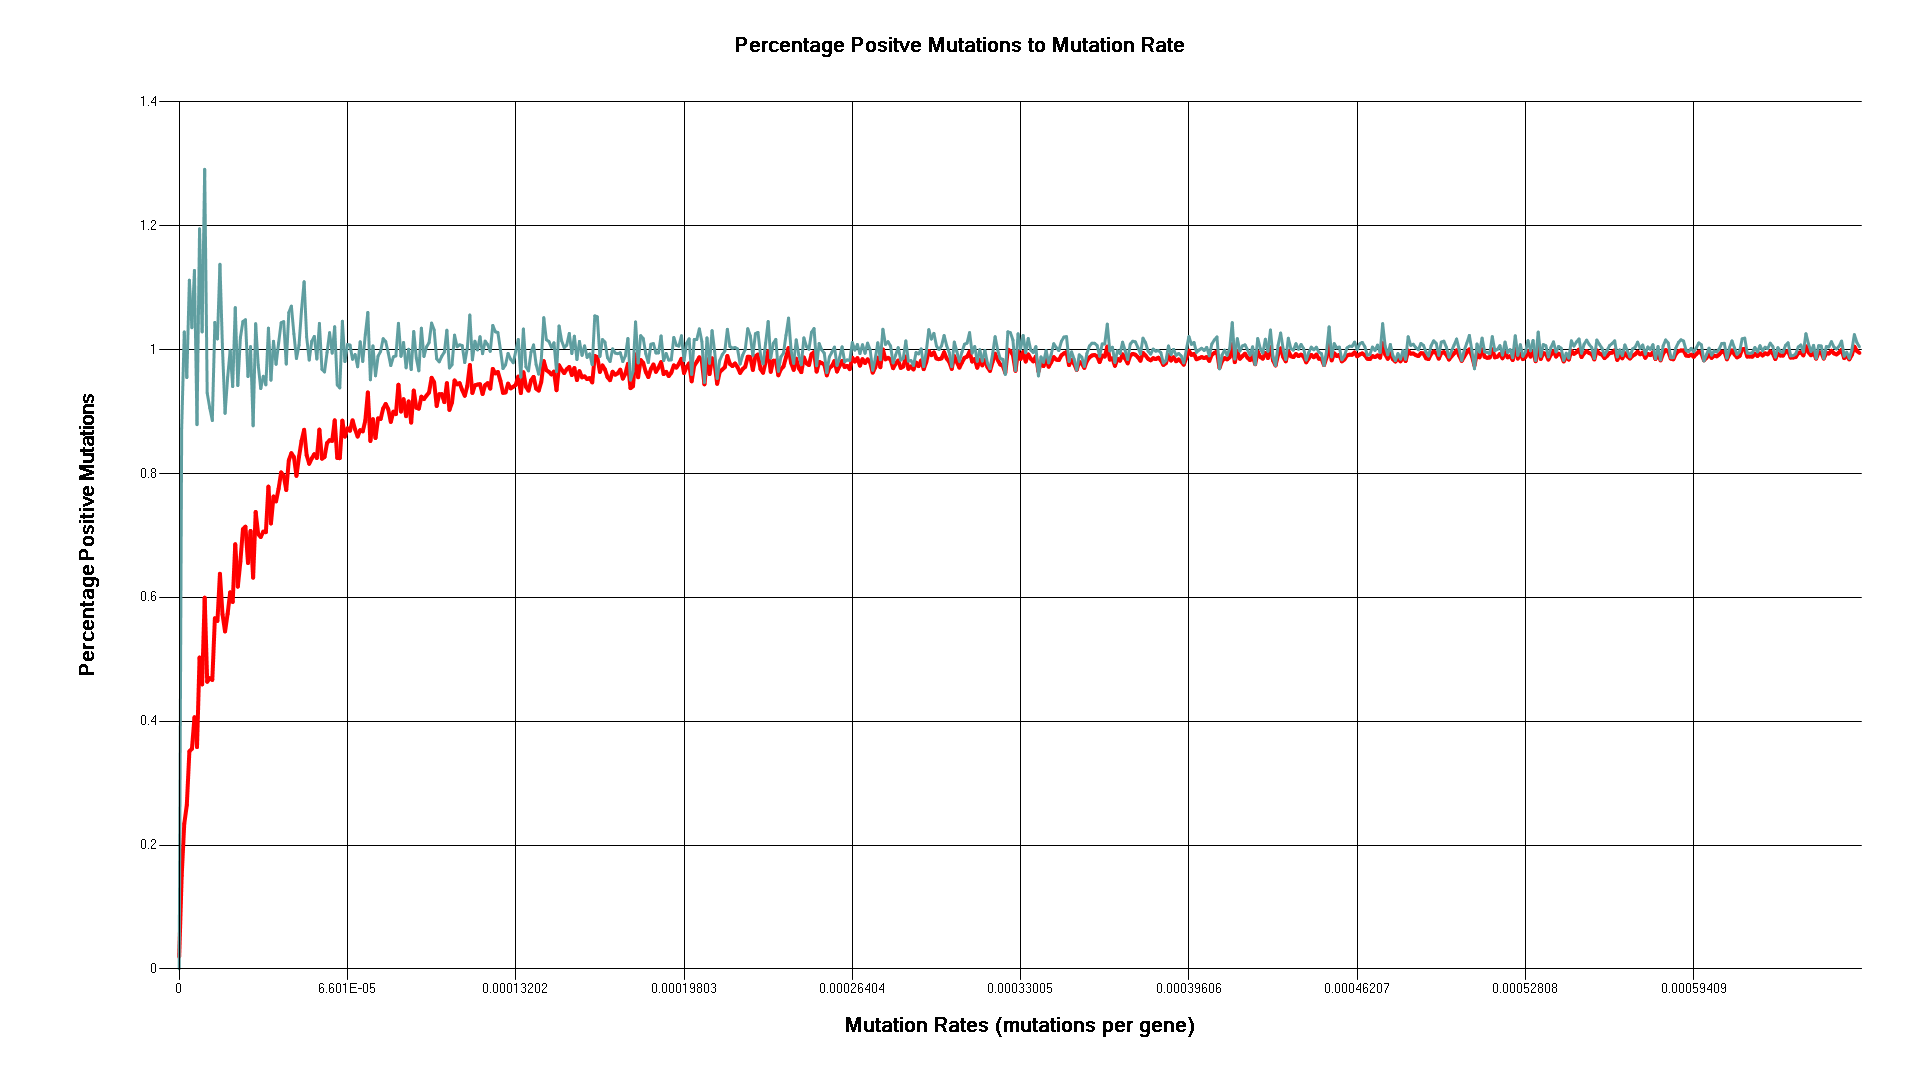 Percentage Positve Mutations to Mutation Rate
1.4
1.2
1
0.8
0.6
0.4
0.2
0
Percentage Positive Mutations
0 6.601E-05 0.00013202 0.00019803 0.00026404 0.00033005 0.00039606 0.00046207 0.00052808 0.00059409
Mutation Rates (mutations per gene)